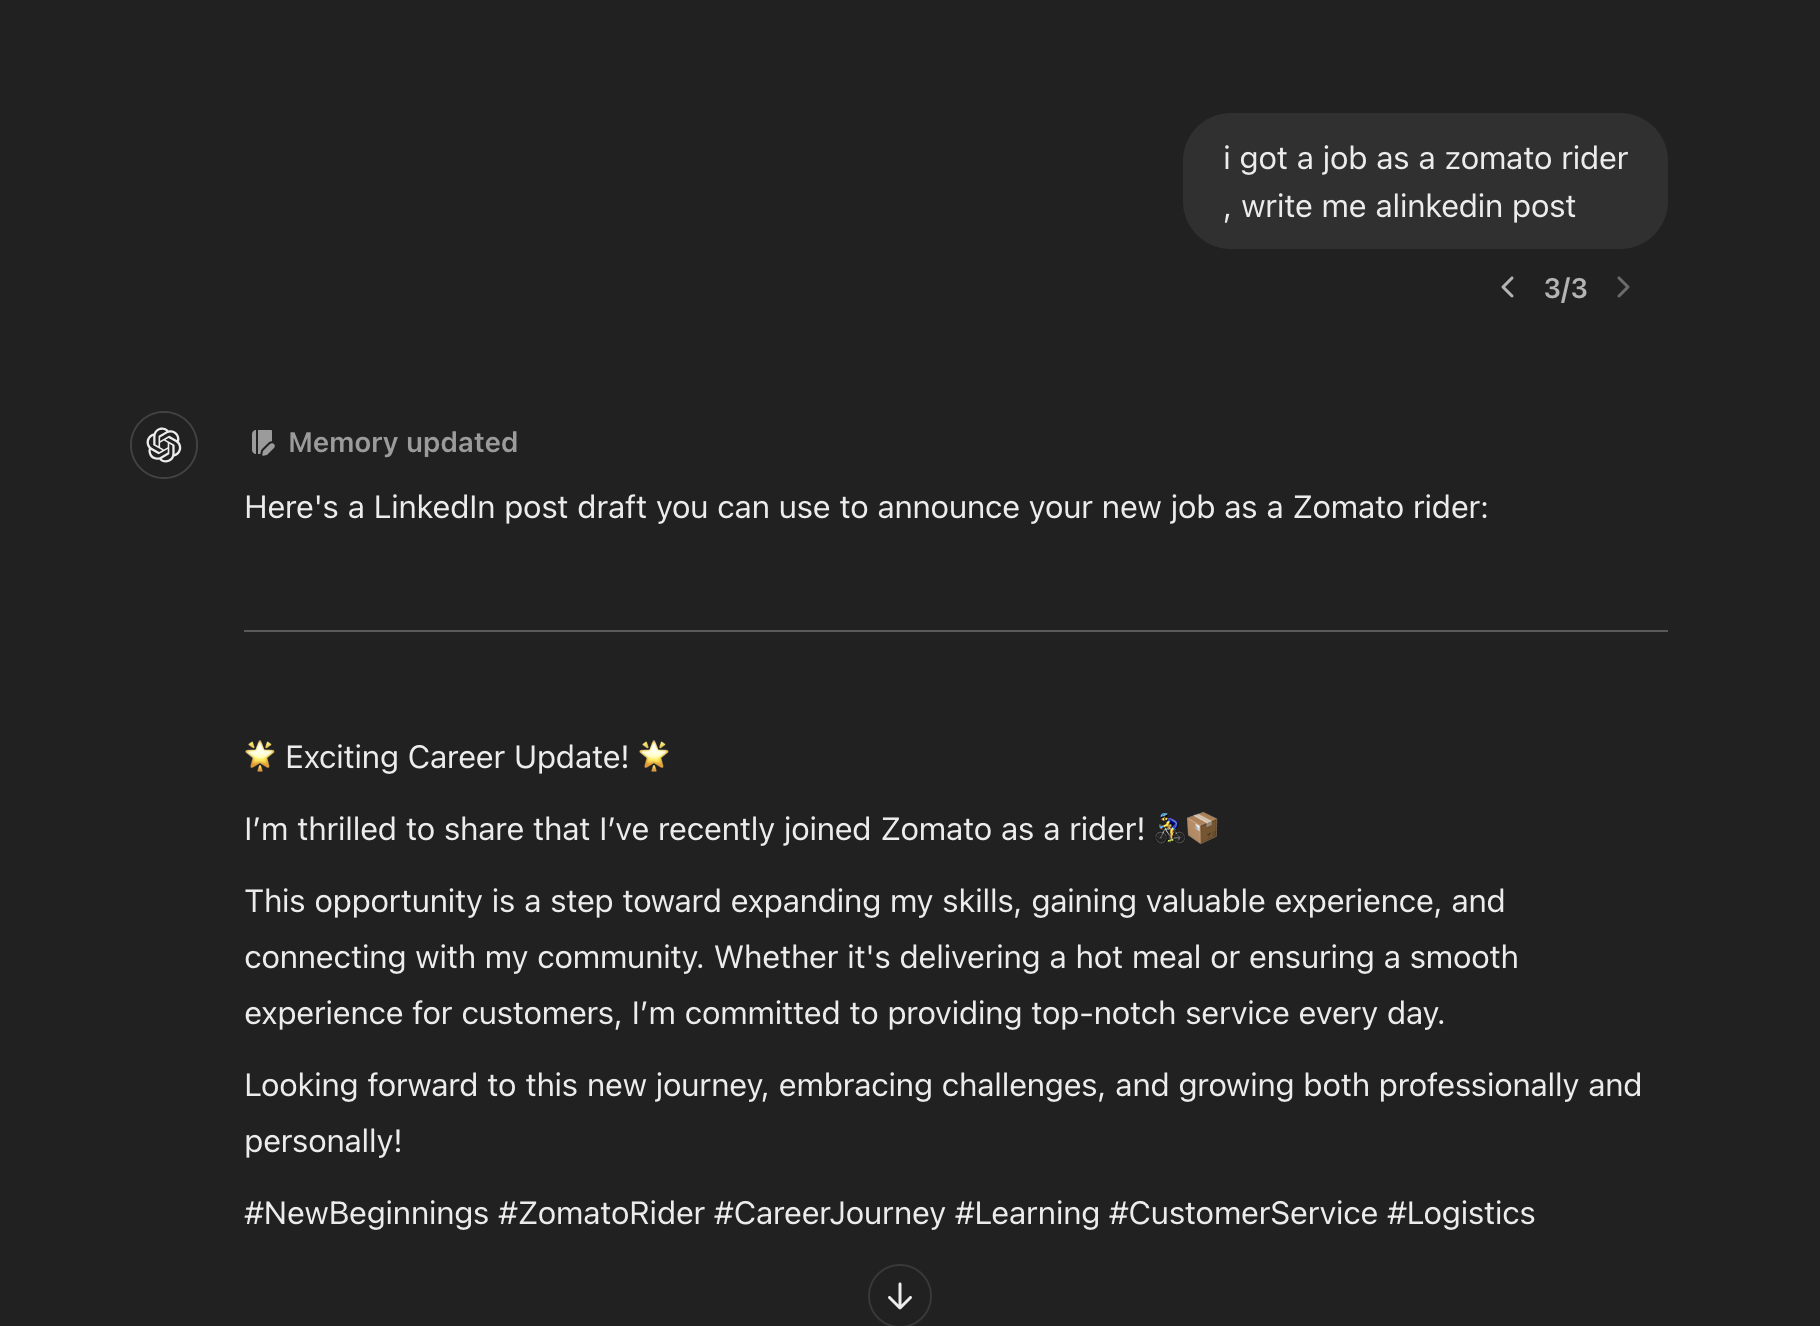 i got a job as a zomato rider
, write me alinkedin post
3/3
Memory updated
Here's a LinkedIn post draft you can use to announce your new job as a Zomato rider:
🌟 Exciting Career Update! 🌟
I’m thrilled to share that I’ve recently joined Zomato as a rider! 🚴‍♂️📦
This opportunity is a step toward expanding my skills, gaining valuable experience, and
connecting with my community. Whether it's delivering a hot meal or ensuring a smooth
experience for customers, I’m committed to providing top-notch service every day.
Looking forward to this new journey, embracing challenges, and growing both professionally and
personally!
#NewBeginnings #ZomatoRider #CareerJourney #Learning #CustomerService #Logistics